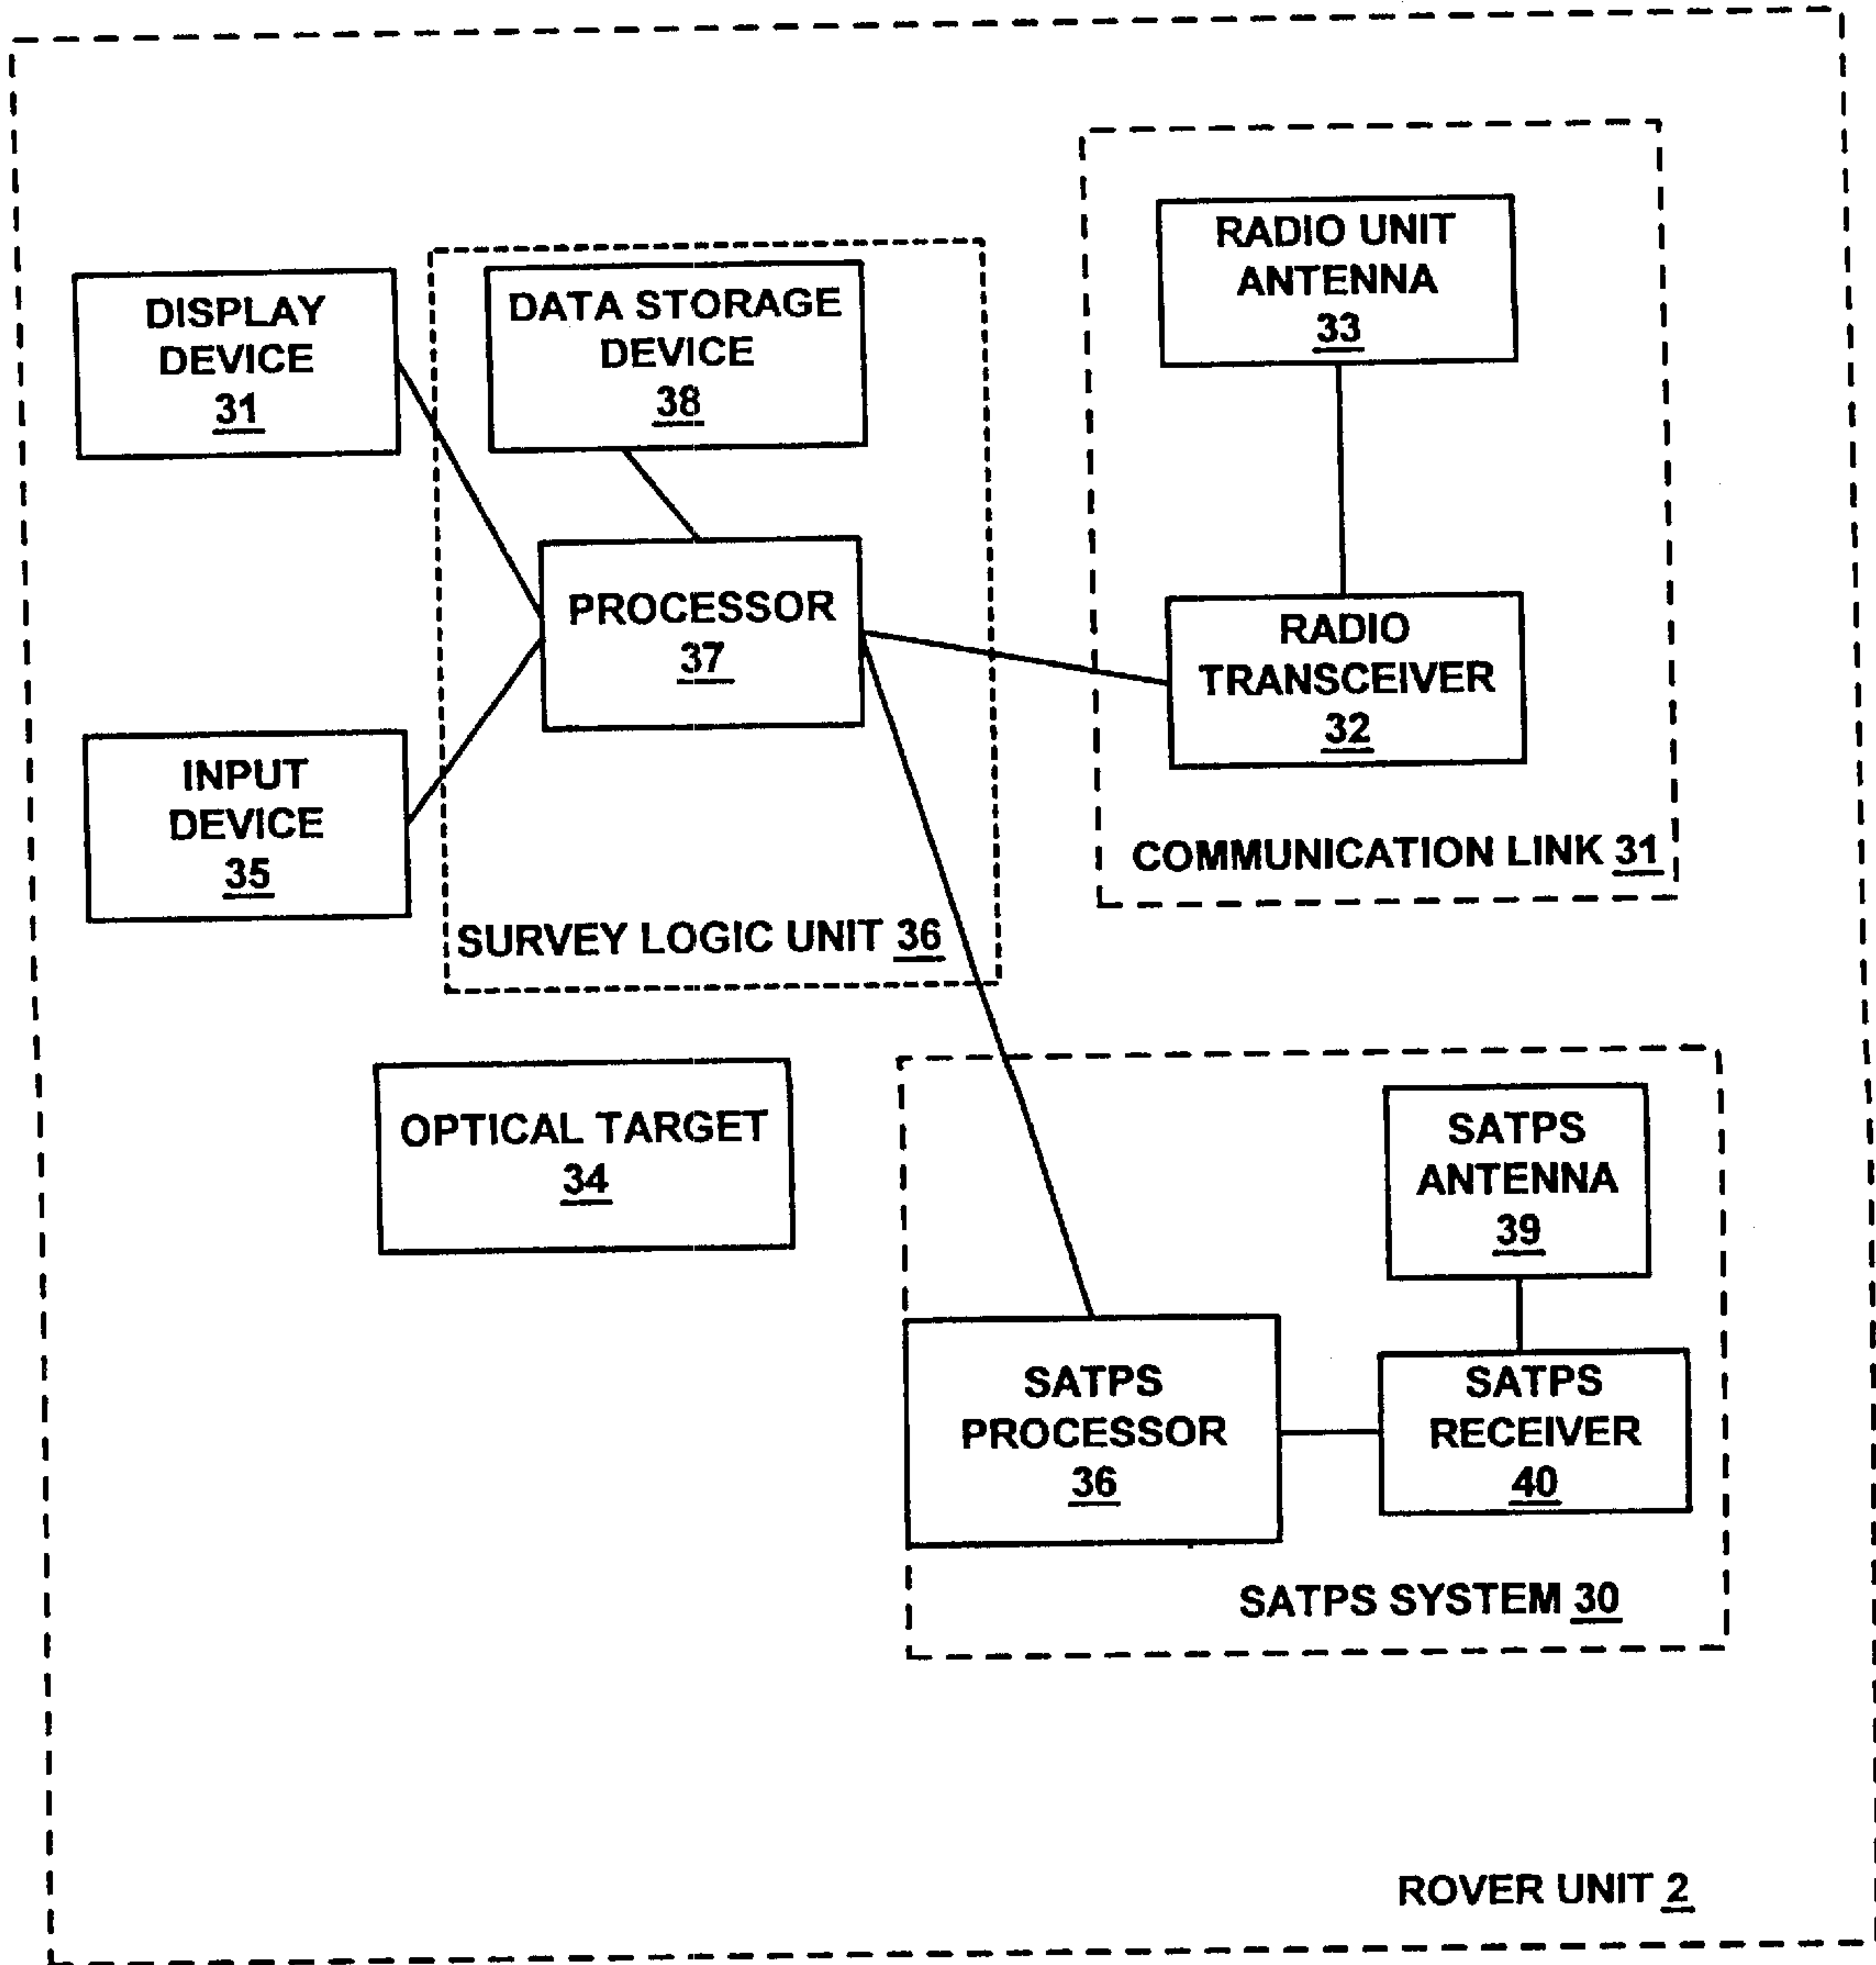 DISPLAY
DEVICE
31
DATA STORAGE
DEVICE
38
RADIO UNIT
ANTENNA
33
PROCESSOR
37
RADIO
TRANSCEIVER
32
INPUT
DEVICE
35
COMMUNICATION LINK 31
SURVEY LOGIC UNIT 36
OPTICAL TARGET
34
SATPS
ANTENNA
39
SATPS
PROCESSOR
36
SATPS
RECEIVER
40
SATPS SYSTEM 30
ROVER UNIT 2